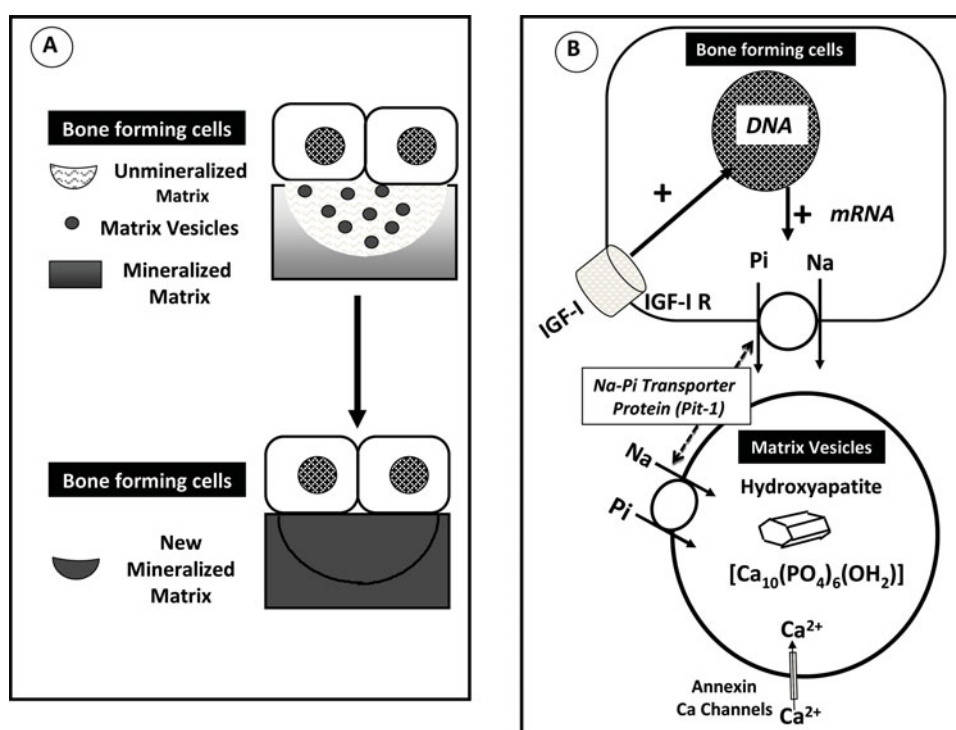 A
Bone forming cells
Unmineralized
Matrix
Matrix Vesicles
Mineralized
Matrix
Bone forming cells
New
Mineralized
Matrix
B
Bone forming cells
DNA
+
+ mRNA
Pi Na
IGF-I
IGF-I R
Na-Pi Transporter
Protein (Pit-1)
Na
Pi
Matrix Vesicles
Hydroxyapatite
[Ca₁₀(PO₄)₆(OH₂)]
Ca²⁺
Annexin
Ca Channels
Ca²⁺